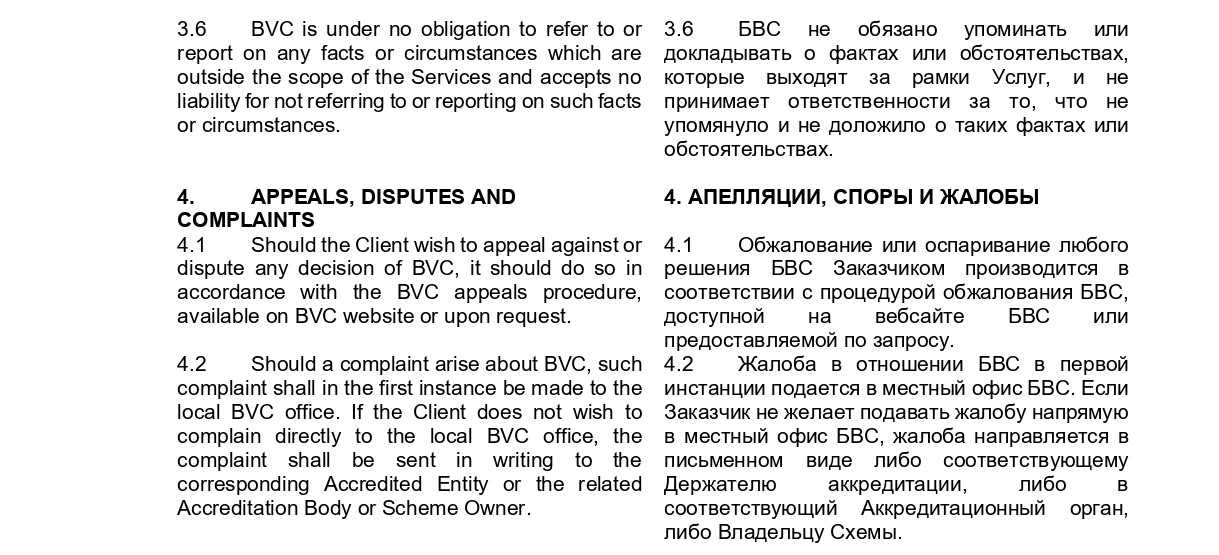 3.6 BVC is under no obligation to refer to or
report on any facts or circumstances which are
outside the scope of the Services and accepts no
liability for not referring to or reporting on such facts
or circumstances.
4. APPEALS, DISPUTES AND
COMPLAINTS
4.1 Should the Client wish to appeal against or
dispute any decision of BVC, it should do so in
accordance with the BVC appeals procedure,
available on BVC website or upon request.
4.2 Should a complaint arise about BVC, such
complaint shall in the first instance be made to the
local BVC office. If the Client does not wish to
complain directly to the local BVC office, the
complaint shall be sent in writing to the
corresponding Accredited Entity or the related
Accreditation Body or Scheme Owner.
3.6 БВС не обязано упоминать или
докладывать о фактах или обстоятельствах,
которые выходят за рамки Услуг, и не
принимает ответственности за то, что не
упомянуло и не доложило о таких фактах или
обстоятельствах.
4. АПЕЛЛЯЦИИ, СПОРЫ И ЖАЛОБЫ
4.1 Обжалование или оспаривание любого
решения БВС Заказчиком производится в
соответствии с процедурой обжалования БВС,
доступной на вебсайте БВС или
предоставляемой по запросу.
4.2 Жалоба в отношении БВС в первой
инстанции подается в местный офис БВС. Если
Заказчик не желает подавать жалобу напрямую
в местный офис БВС, жалоба направляется в
письменном виде либо соответствующему
Держателю аккредитации, либо в
соответствующий Аккредитационный орган,
либо Владельцу Схемы.